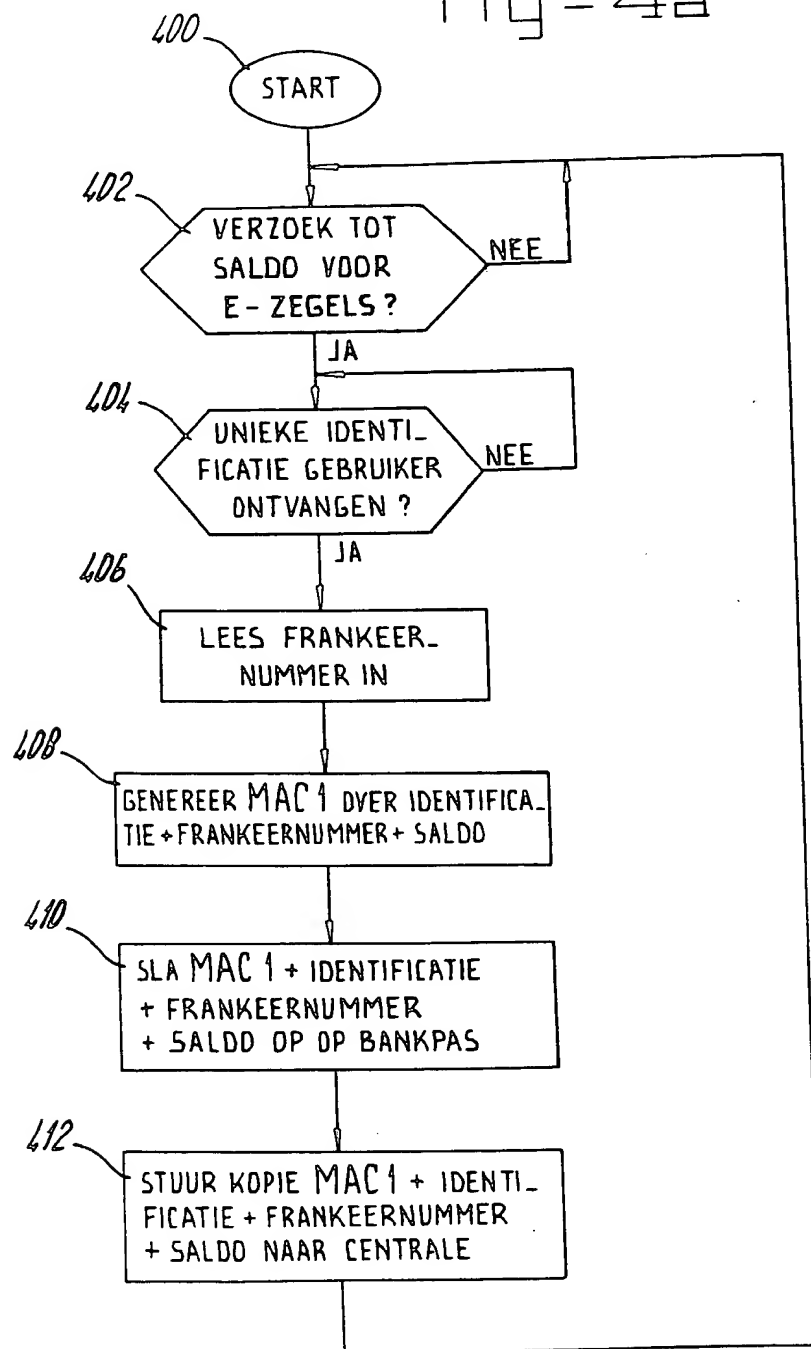 Fig - 4a
400
START
402
VERZOEK TOT
SALDO VOOR
E - ZEGELS ?
NEE
JA
404
UNIEKE IDENTI_
FICATIE GEBRUIKER
ONTVANGEN ?
NEE
JA
406
LEES FRANKEER_
NUMMER IN
408
GENEREER MAC 1 OVER IDENTIFICA_
TIE + FRANKEERNUMMER + SALDO
410
SLA MAC 1 + IDENTIFICATIE
+ FRANKEERNUMMER
+ SALDO OP OP BANKPAS
412
STUUR KOPIE MAC 1 + IDENTI_
FICATIE + FRANKEERNUMMER
+ SALDO NAAR CENTRALE